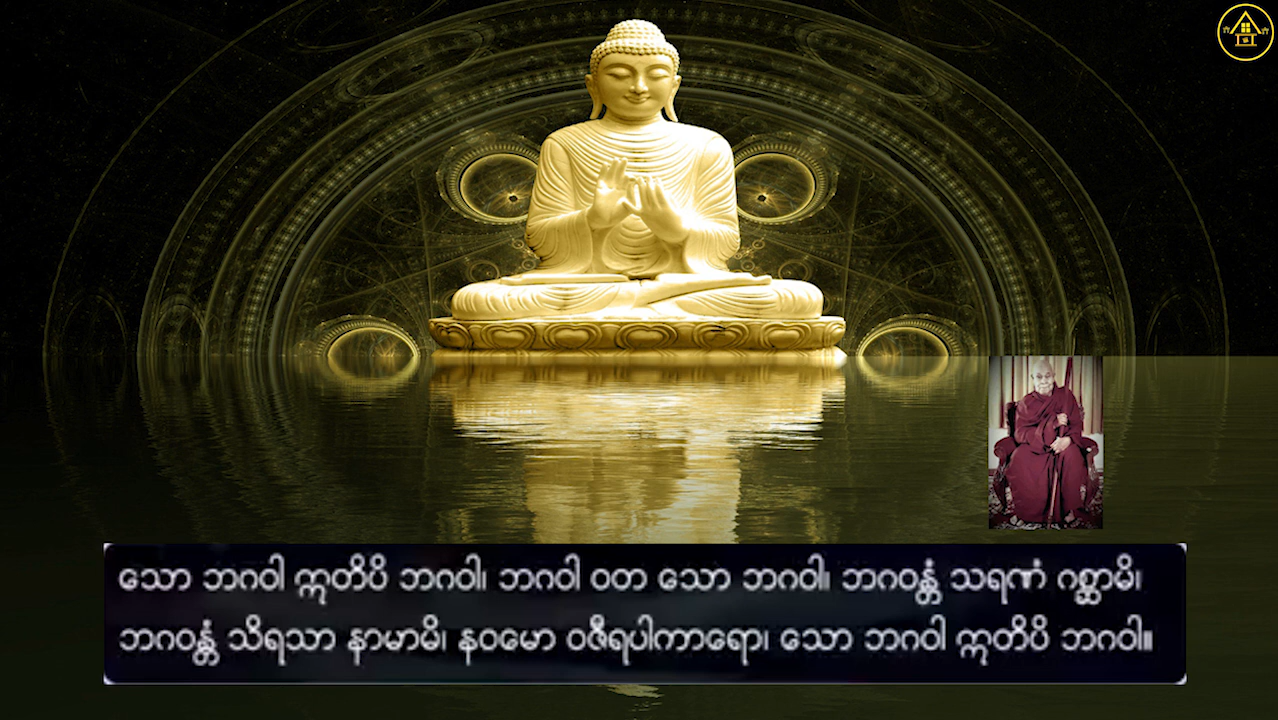 သော ဘဂဝါ ဣတိပိ ဘဂဝါ၊ ဘဂဝါ ဝတ သော ဘဂဝါ။ ဘဂဝန္တံ သရဏံ ဂစ္ဆာမိ၊
ဘဂဝန္တံ သိရသာ နာမာမိ၊ နဝမော ဝဇီရပါကာရော၊ သော ဘဂဝါ ဣတိပိ ဘဂဝါ။